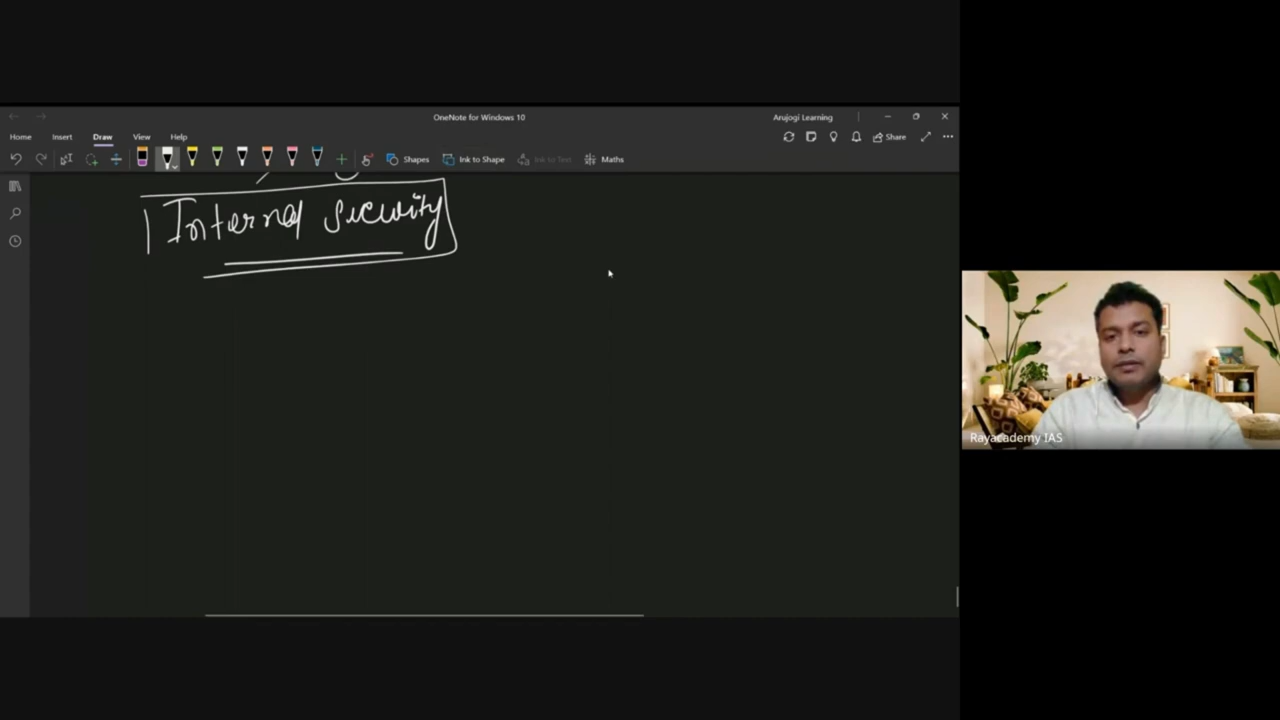 OneNote for Windows 10
Arujogi Learning
Home Insert Draw View Help
Share
Shapes Ink to Shape Ink to Text Maths
Internal Security
Rayacademy IAS